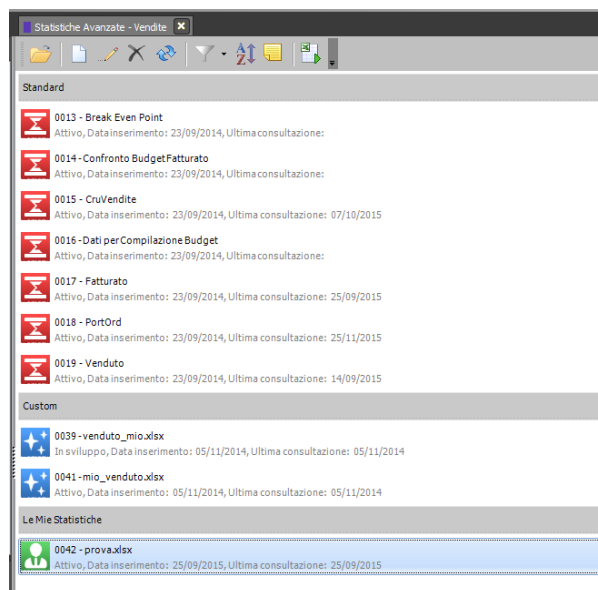 Statistiche Avanzate - Vendite
Standard
0013 - Break Even Point
Attivo, Data inserimento: 23/09/2014, Ultima consultazione:
0014 - Confronto Budget Fatturato
Attivo, Data inserimento: 23/09/2014, Ultima consultazione:
0015 - CruVendite
Attivo, Data inserimento: 23/09/2014, Ultima consultazione: 07/10/2015
0016 - Dati per Compilazione Budget
Attivo, Data inserimento: 23/09/2014, Ultima consultazione:
0017 - Fatturato
Attivo, Data inserimento: 23/09/2014, Ultima consultazione: 25/09/2015
0018 - PortOrd
Attivo, Data inserimento: 23/09/2014, Ultima consultazione: 25/11/2015
0019 - Venduto
Attivo, Data inserimento: 23/09/2014, Ultima consultazione: 14/09/2015
Custom
0039 - venduto_mio.xlsx
In sviluppo, Data inserimento: 05/11/2014, Ultima consultazione: 05/11/2014
0041 - mio_venduto.xlsx
Attivo, Data inserimento: 05/11/2014, Ultima consultazione: 05/11/2014
Le Mie Statistiche
0042 - prova.xlsx
Attivo, Data inserimento: 25/09/2015, Ultima consultazione: 25/09/2015